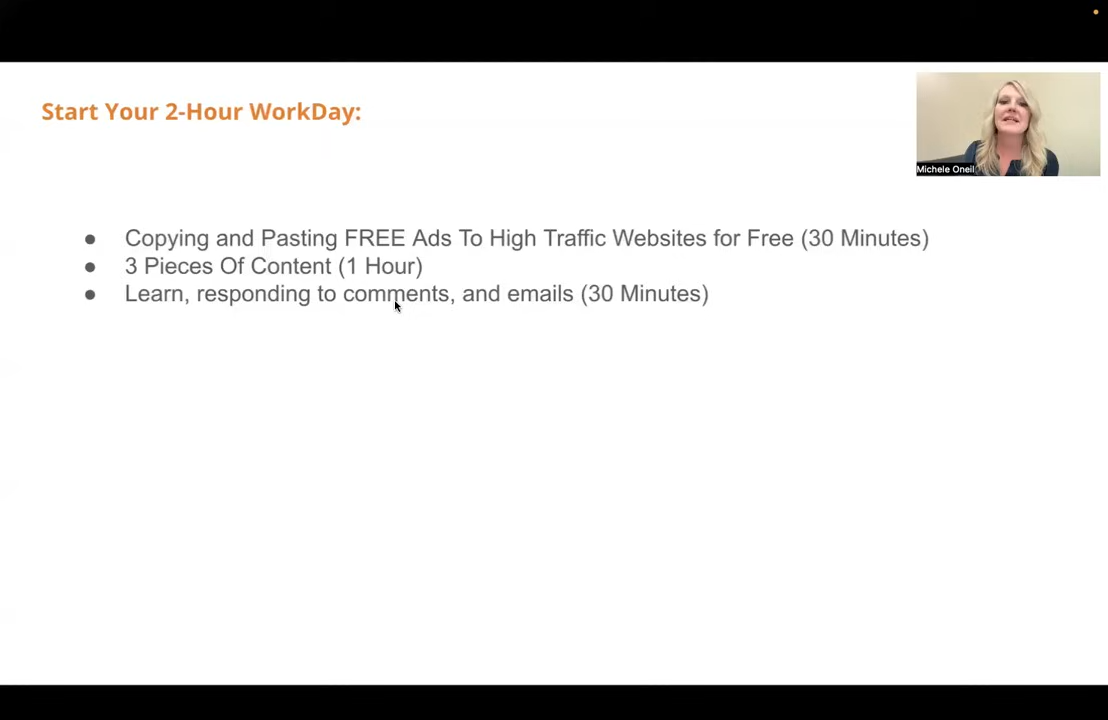 Start Your 2-Hour WorkDay:
Michele Oneil
● Copying and Pasting FREE Ads To High Traffic Websites for Free (30 Minutes)
● 3 Pieces Of Content (1 Hour)
● Learn, responding to comments, and emails (30 Minutes)